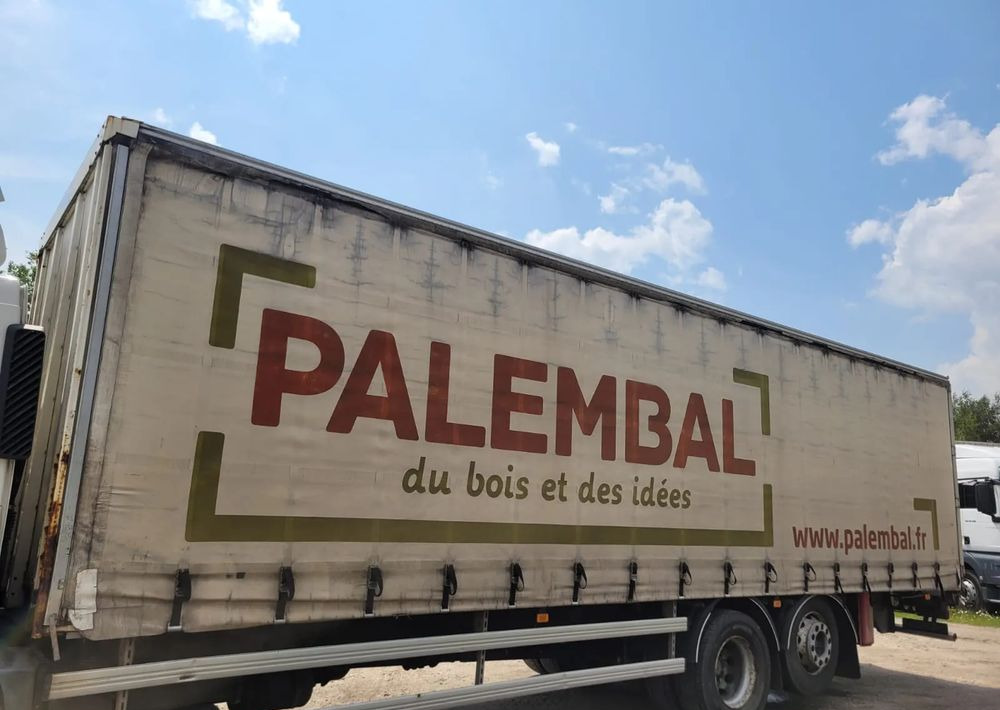 PALEMBAL
du bois et des idées
www.palembal.fr